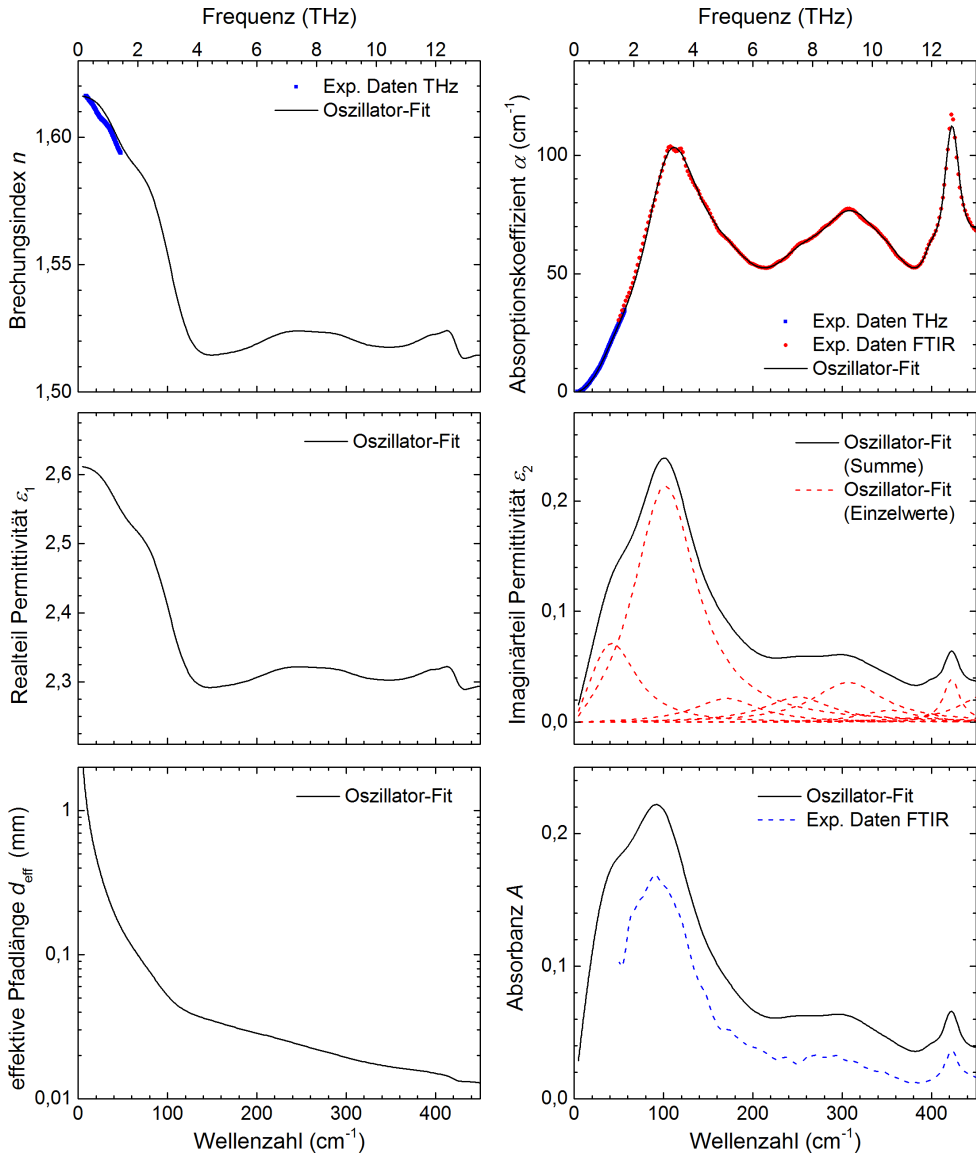 Frequenz (THz)
0 2 4 6 8 10 12
Brechungsindex n
1,60
1,55
1,50
Exp. Daten THz
Oszillator-Fit
Frequenz (THz)
0 2 4 6 8 10 12
Absorptionskoeffizient α (cm⁻¹)
100
50
0
Exp. Daten THz
Exp. Daten FTIR
Oszillator-Fit
Realteil Permittivität ε₁
2,6
2,5
2,4
2,3
Oszillator-Fit
Imaginärteil Permittivität ε₂
0,2
0,1
0,0
Oszillator-Fit
(Summe)
Oszillator-Fit
(Einzelwerte)
effektive Pfadlänge d_eff (mm)
1
0,1
0,01
Oszillator-Fit
0 100 200 300 400
Wellenzahl (cm⁻¹)
Absorbanz A
0,2
0,1
0,0
Oszillator-Fit
Exp. Daten FTIR
0 100 200 300 400
Wellenzahl (cm⁻¹)